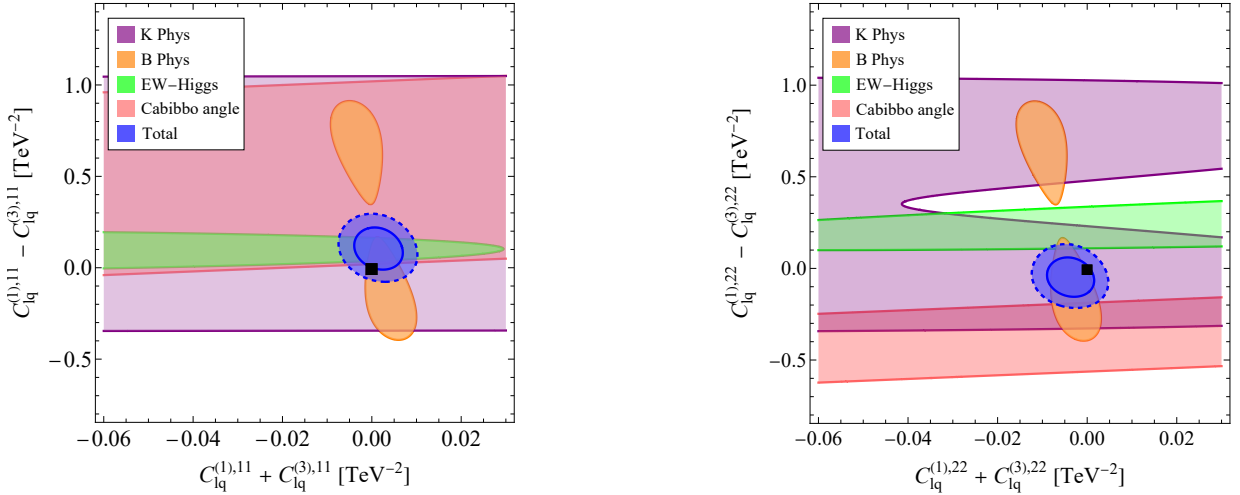 K Phys
B Phys
EW–Higgs
Cabibbo angle
Total
1.0
0.5
0.0
−0.5
−0.06
−0.04
−0.02
0.00
0.02
C_lq^(1),11 − C_lq^(3),11 [TeV^−2]
C_lq^(1),11 + C_lq^(3),11 [TeV^−2]
K Phys
B Phys
EW–Higgs
Cabibbo angle
Total
1.0
0.5
0.0
−0.5
−0.06
−0.04
−0.02
0.00
0.02
C_lq^(1),22 − C_lq^(3),22 [TeV^−2]
C_lq^(1),22 + C_lq^(3),22 [TeV^−2]